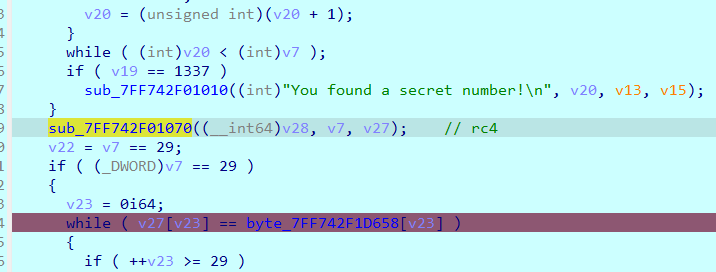 3 v20 = (unsigned int)(v20 + 1);
4 }
5 while ( (int)v20 < (int)v7 );
6 if ( v19 == 1337 )
7 sub_7FF742F01010((int)"You found a secret number!\n", v20, v13, v15);
8 }
9 sub_7FF742F01070((__int64)v28, v7, v27); // rc4
0 v22 = v7 == 29;
1 if ( (_DWORD)v7 == 29 )
2 {
3 v23 = 0i64;
4 while ( v27[v23] == byte_7FF742F1D658[v23] )
5 {
6 if ( ++v23 >= 29 )